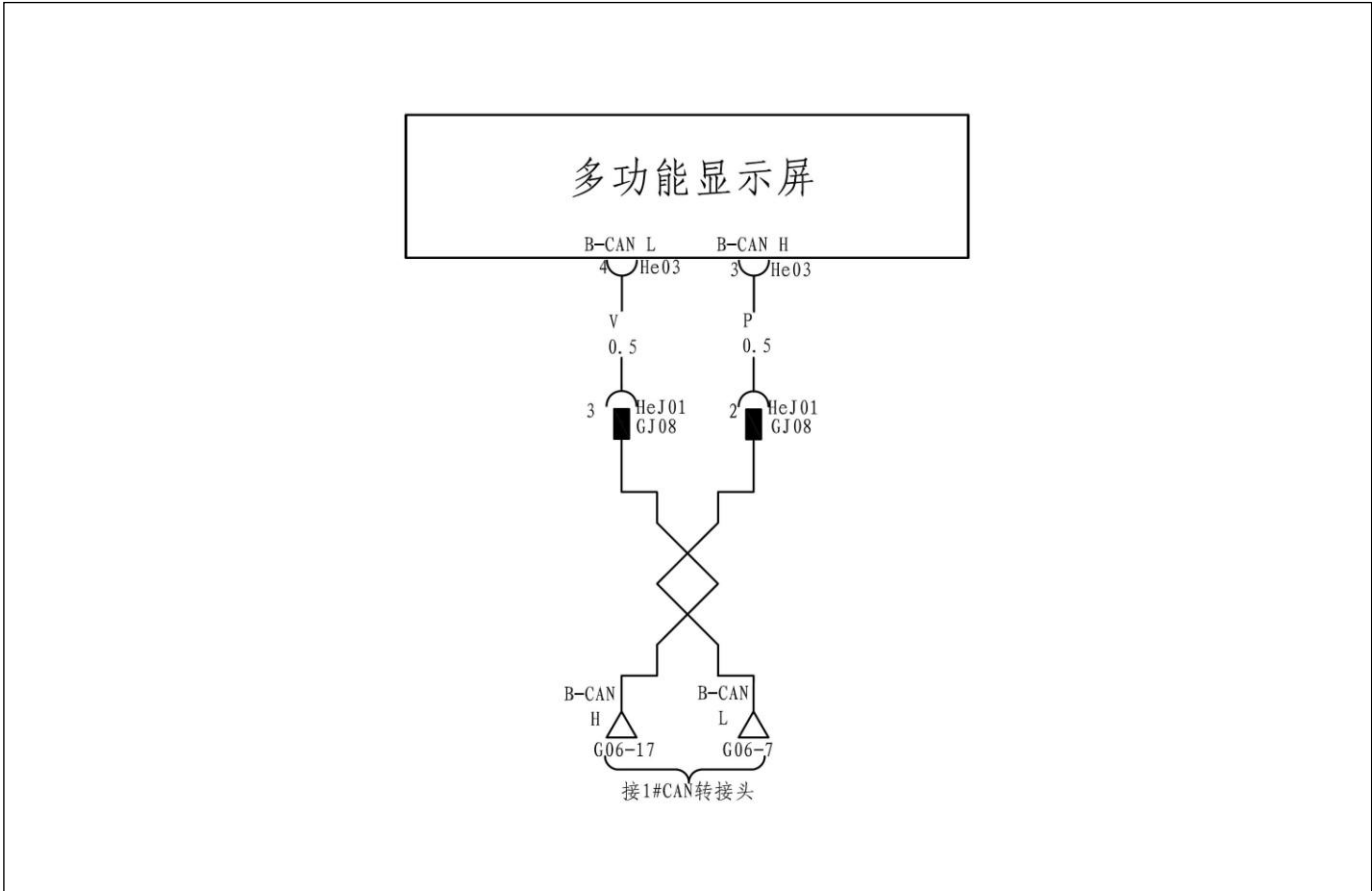 多功能显示屏
B-CAN L B-CAN H
4 He03 3 He03
V P
0.5 0.5
3 HeJ01 2 HeJ01
GJ08 GJ08
B-CAN B-CAN
H L
G06-17 G06-7
接1#CAN转接头